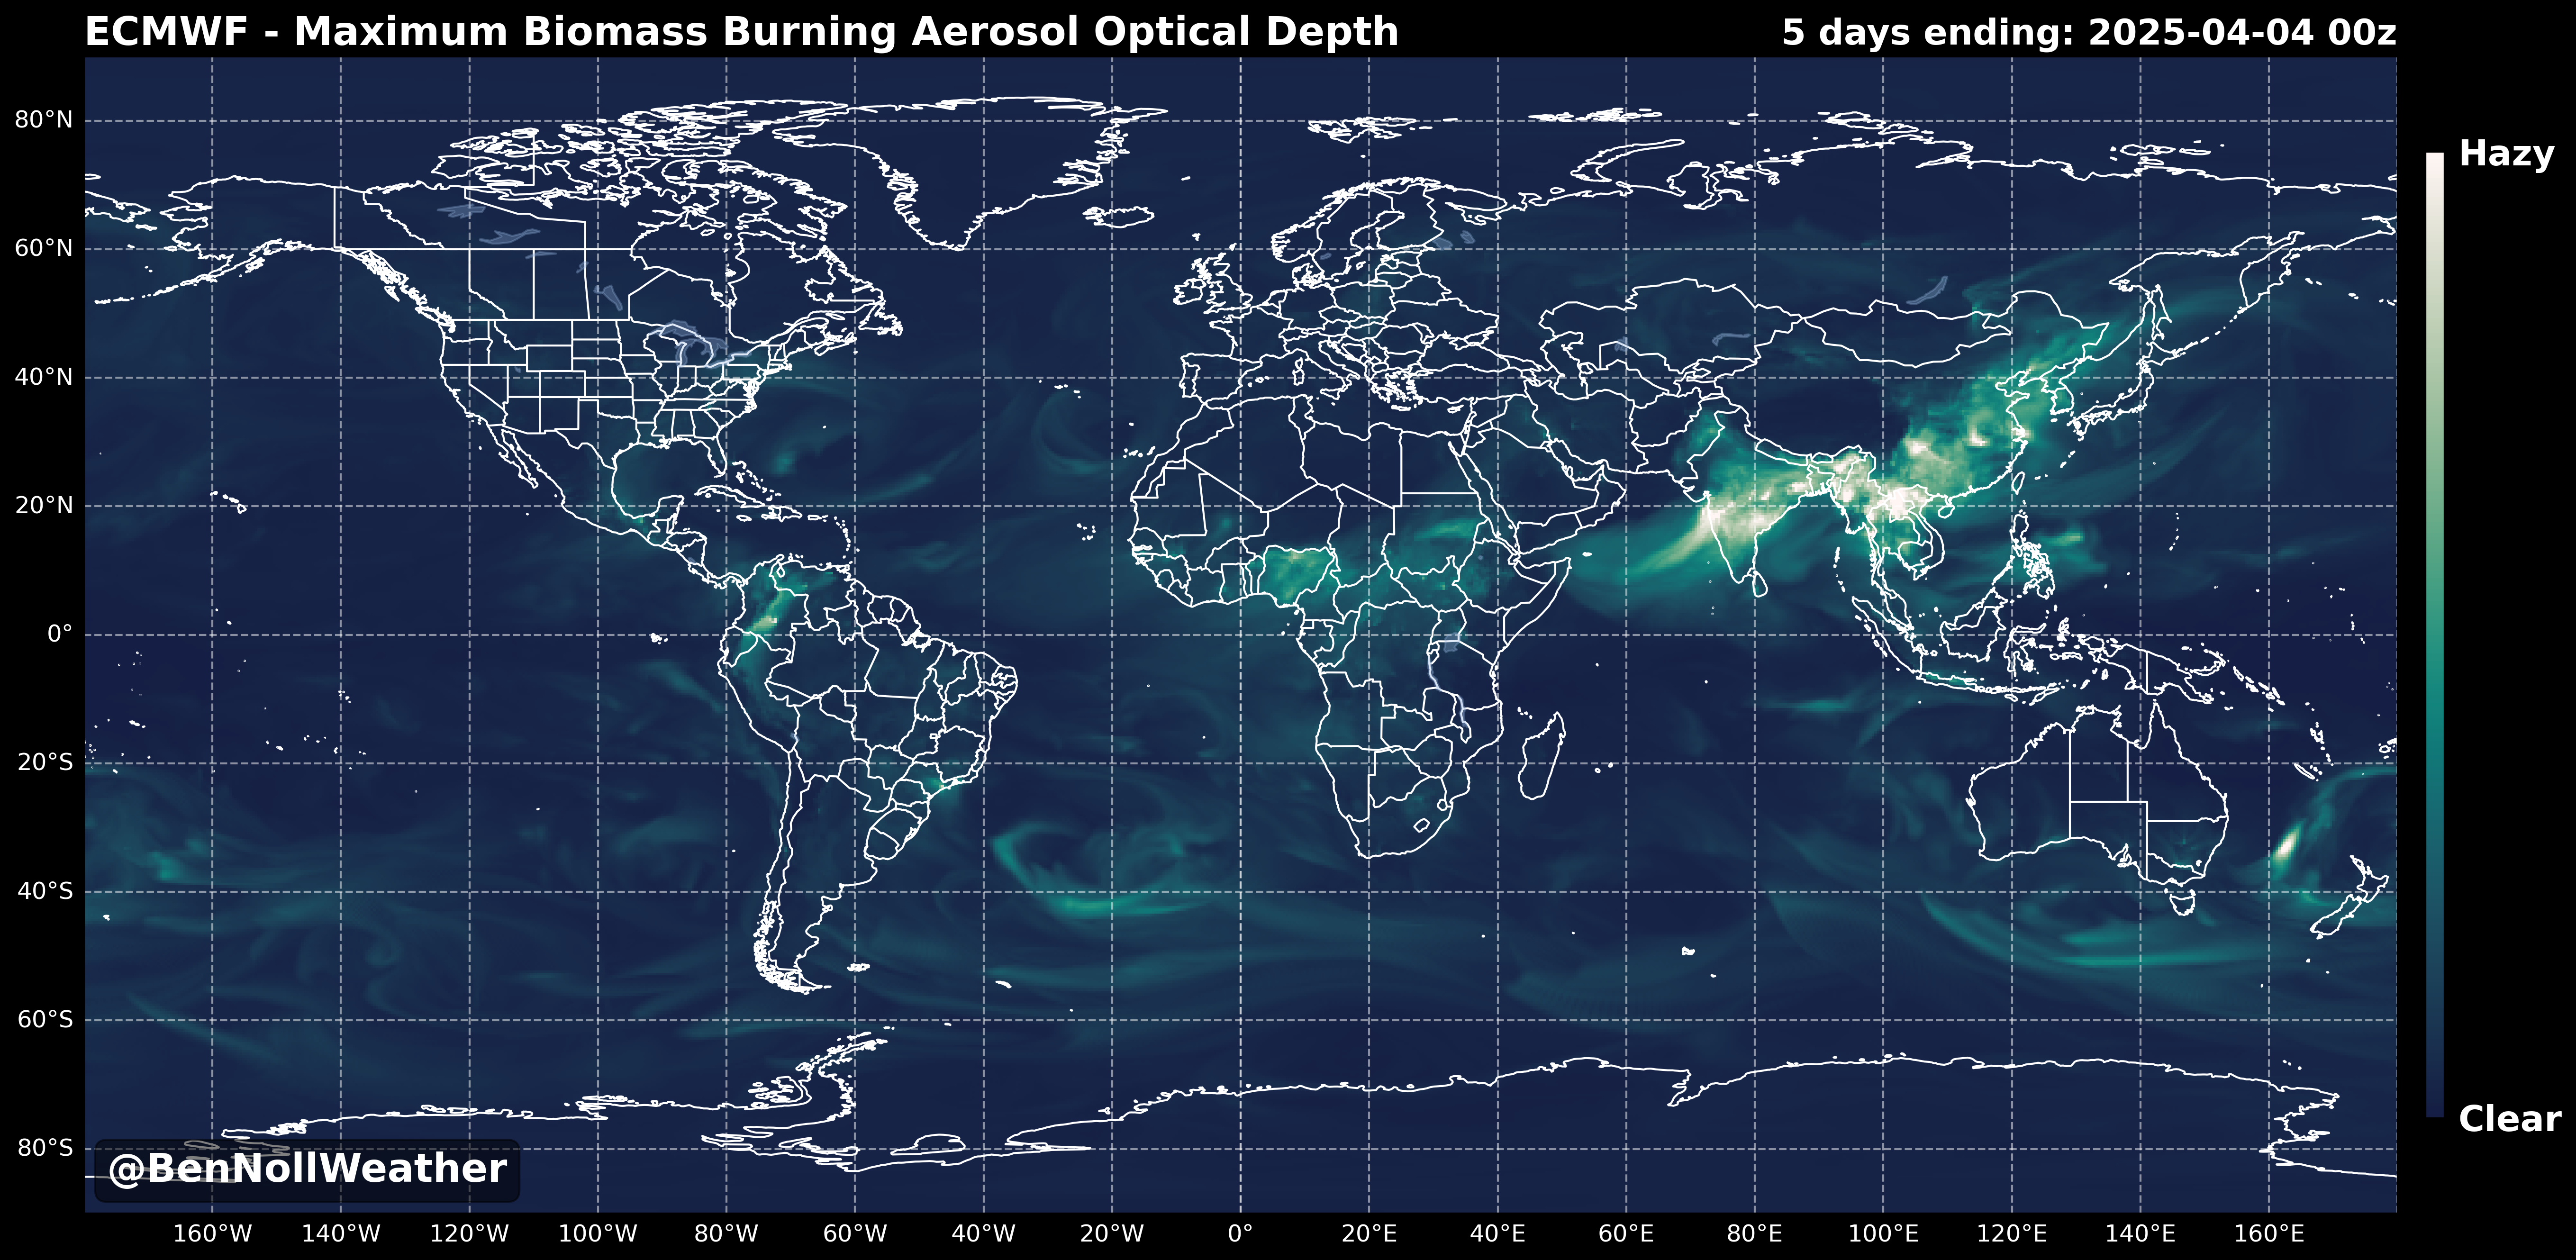 ECMWF - Maximum Biomass Burning Aerosol Optical Depth
5 days ending: 2025-04-04 00z
80°N
60°N
40°N
20°N
0°
20°S
40°S
60°S
80°S
Hazy
Clear
@BenNollWeather
160°W 140°W 120°W 100°W 80°W 60°W 40°W 20°W 0° 20°E 40°E 60°E 80°E 100°E 120°E 140°E 160°E